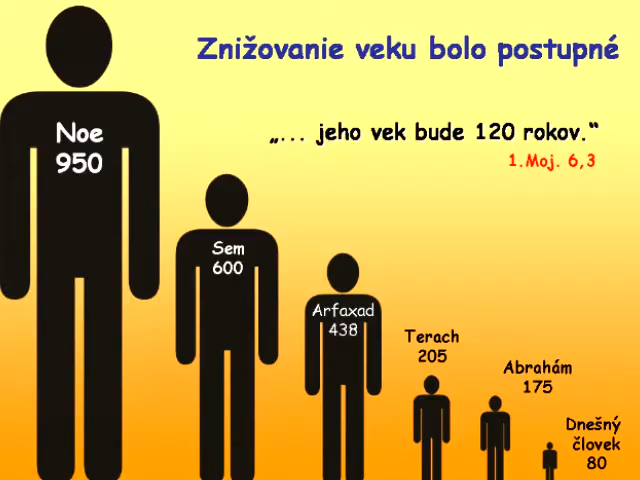 Znižovanie veku bolo postupné
„... jeho vek bude 120 rokov.“
1.Moj. 6,3
Noe
950
Sem
600
Arfaxad
438
Terach
205
Abrahám
175
Dnešný
človek
80